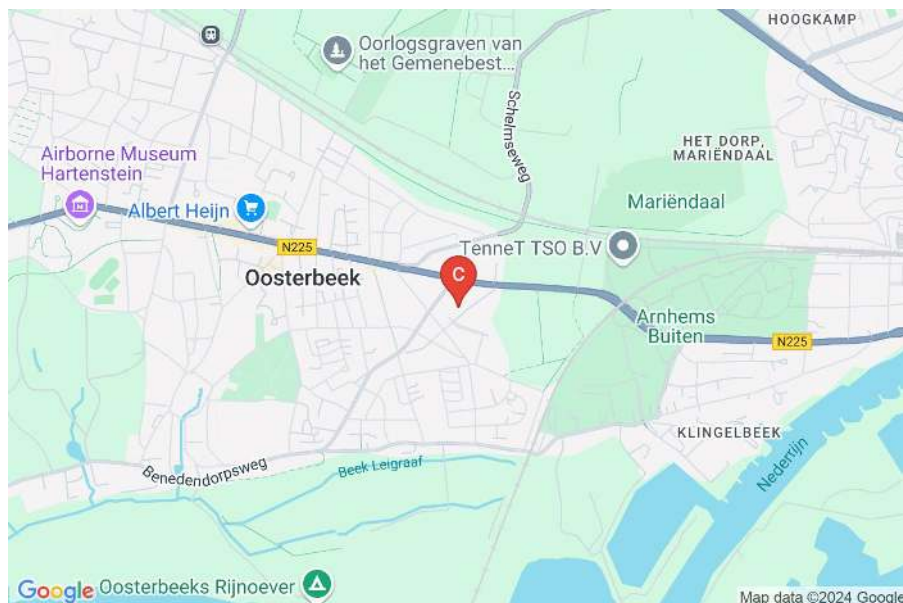 HOOGKAMP
Oorlogsgraven van
het Gemenebest...
Schelmseweg
HET DORP,
MARIËNDAAL
Airborne Museum
Hartenstein
Mariëndaal
Albert Heijn
N225
TenneT TSO B.V
Oosterbeek
C
Arnhems
Buiten
N225
KLINGELBEEK
Benedendorpsweg
Beek Leigraaf
Nederrijn
Google
Oosterbeeks Rijnoever
Map data ©2024 Google